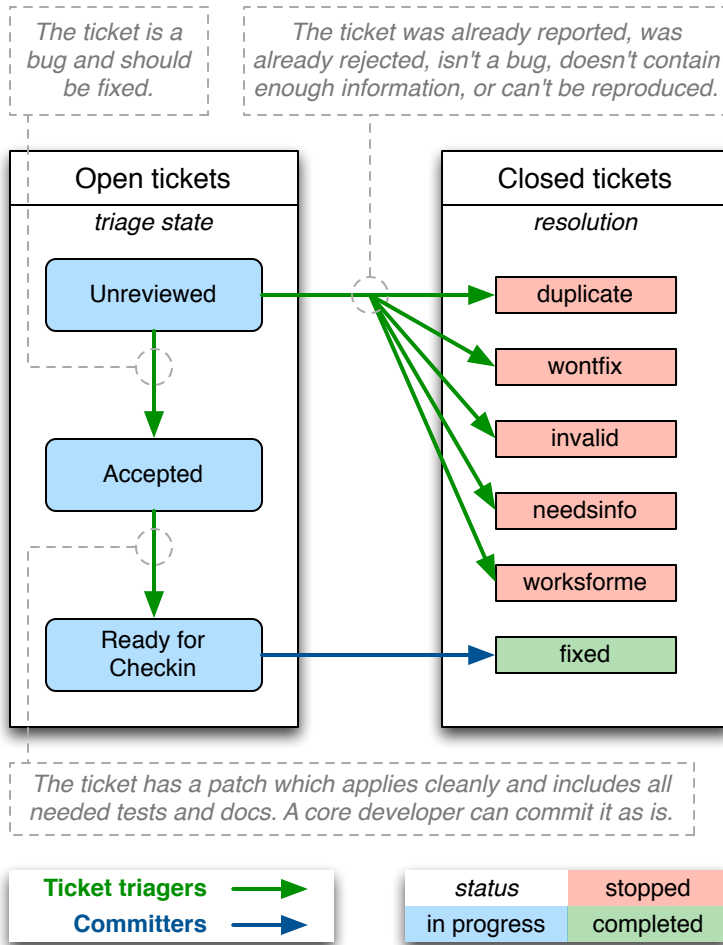 The ticket is a
bug and should
be fixed.
The ticket was already reported, was
already rejected, isn't a bug, doesn't contain
enough information, or can't be reproduced.
Open tickets
triage state
Unreviewed
Accepted
Ready for
Checkin
Closed tickets
resolution
duplicate
wontfix
invalid
needsinfo
worksforme
fixed
The ticket has a patch which applies cleanly and includes all
needed tests and docs. A core developer can commit it as is.
Ticket triagers
Committers
status
stopped
in progress
completed